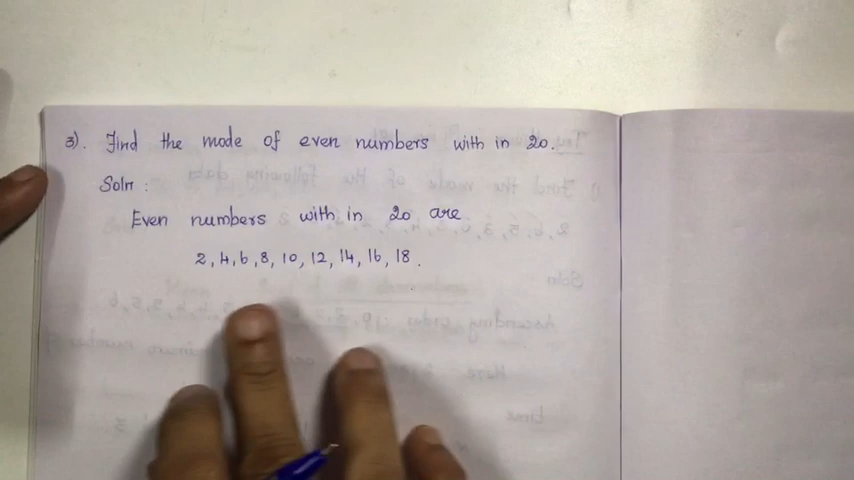 3). Find the mode of even numbers with in 20.
Soln :
Even numbers with in 20 are
2, 4, 6, 8, 10, 12, 14, 16, 18.